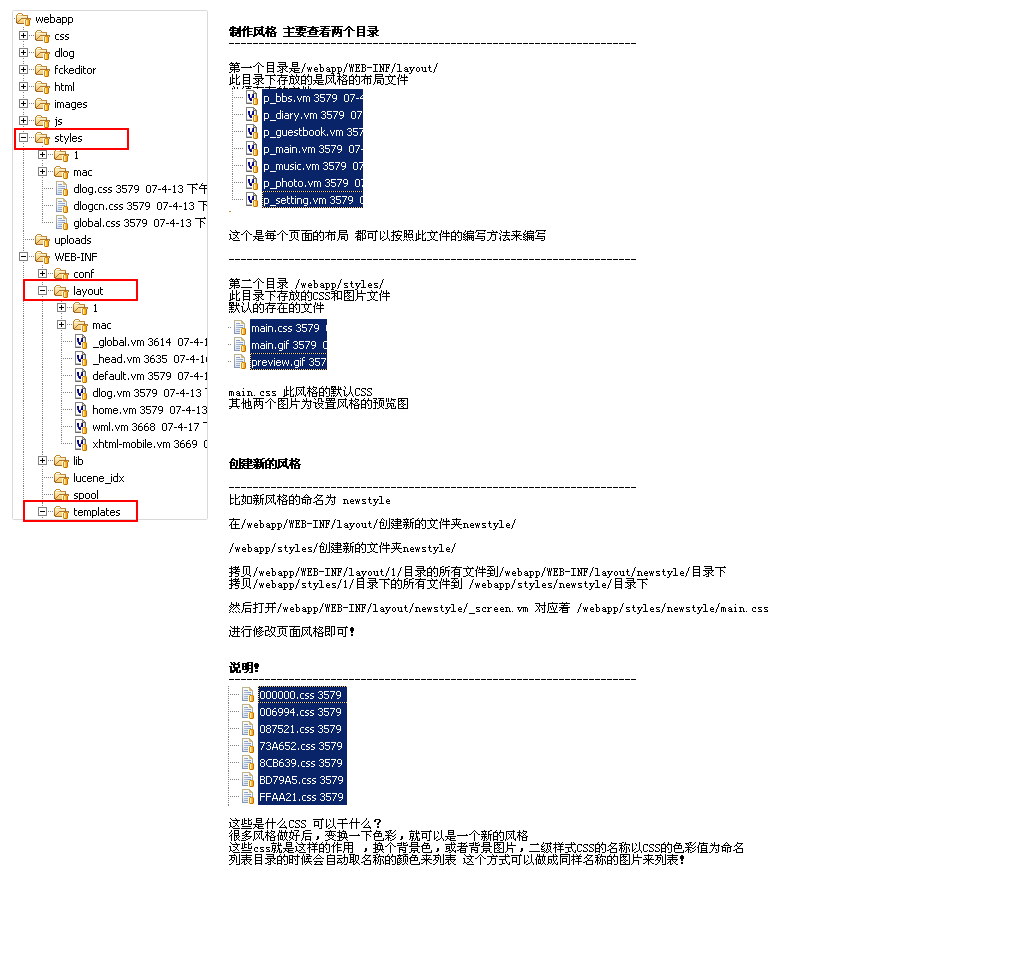 webapp
css
dlog
fckeditor
html
images
js
styles
1
mac
dlog.css 3579 07-4-13 下午
dlogcn.css 3579 07-4-13 下
global.css 3579 07-4-13 下
uploads
WEB-INF
conf
layout
1
mac
_global.vm 3614 07-4-1
_head.vm 3635 07-4-16
default.vm 3579 07-4-1
dlog.vm 3579 07-4-13 下
home.vm 3579 07-4-13
wml.vm 3668 07-4-17 下
xhtml-mobile.vm 3669 0
lib
lucene_idx
spool
templates
制作风格 主要查看两个目录
--------------------------------------------------------------------
第一个目录是/webapp/WEB-INF/layout/
此目录下存放的是风格的布局文件
p_bbs.vm 3579 07-4
p_diary.vm 3579 07
p_guestbook.vm 357
p_main.vm 3579 07-
p_music.vm 3579 07
p_photo.vm 3579 07
p_setting.vm 3579 0
这个是每个页面的布局 都可以按照此文件的编写方法来编写
--------------------------------------------------------------------
第二个目录 /webapp/styles/
此目录下存放的CSS和图片文件
默认的存在的文件
main.css 3579
main.gif 3579 0
preview.gif 357
main.css 此风格的默认CSS
其他两个图片为设置风格的预览图
创建新的风格
--------------------------------------------------------------------
比如新风格的命名为 newstyle
在/webapp/WEB-INF/layout/创建新的文件夹newstyle/
/webapp/styles/创建新的文件夹newstyle/
拷贝/webapp/WEB-INF/layout/1/目录的所有文件到/webapp/WEB-INF/layout/newstyle/目录下
拷贝/webapp/styles/1/目录下的所有文件到 /webapp/styles/newstyle/目录下
然后打开/webapp/WEB-INF/layout/newstyle/_screen.vm 对应着 /webapp/styles/newstyle/main.css
进行修改页面风格即可!
说明!
--------------------------------------------------------------------
000000.css 3579
006994.css 3579
087521.css 3579
73A652.css 3579
8CB639.css 3579
BD79A5.css 3579
FFAA21.css 3579
这些是什么CSS 可以干什么?
很多风格做好后,变换一下色彩,就可以是一个新的风格
这些css就是这样的作用 ,换个背景色,或者背景图片,二级样式CSS的名称以CSS的色彩值为命名
列表目录的时候会自动取名称的颜色来列表 这个方式可以做成同样名称的图片来列表!